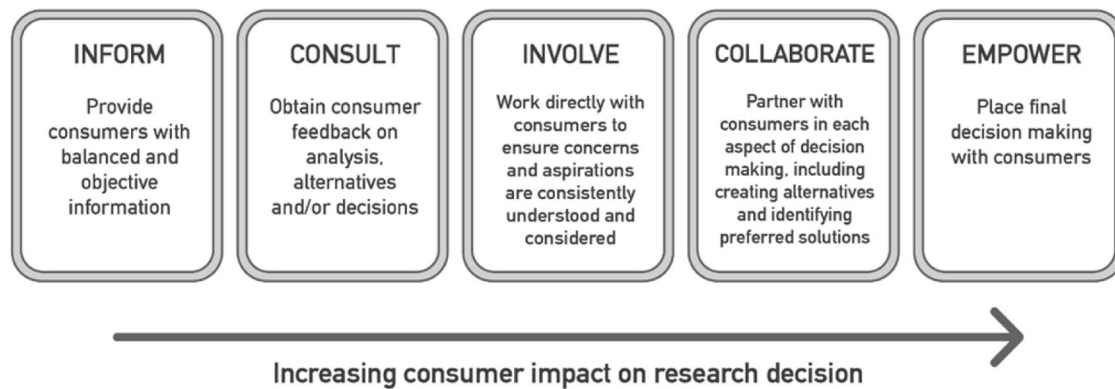 INFORM
Provide
consumers with
balanced and
objective
information
CONSULT
Obtain consumer
feedback on
analysis,
alternatives
and/or decisions
INVOLVE
Work directly with
consumers to
ensure concerns
and aspirations
are consistently
understood and
considered
COLLABORATE
Partner with
consumers in each
aspect of decision
making, including
creating alternatives
and identifying
preferred solutions
EMPOWER
Place final
decision making
with consumers
Increasing consumer impact on research decision